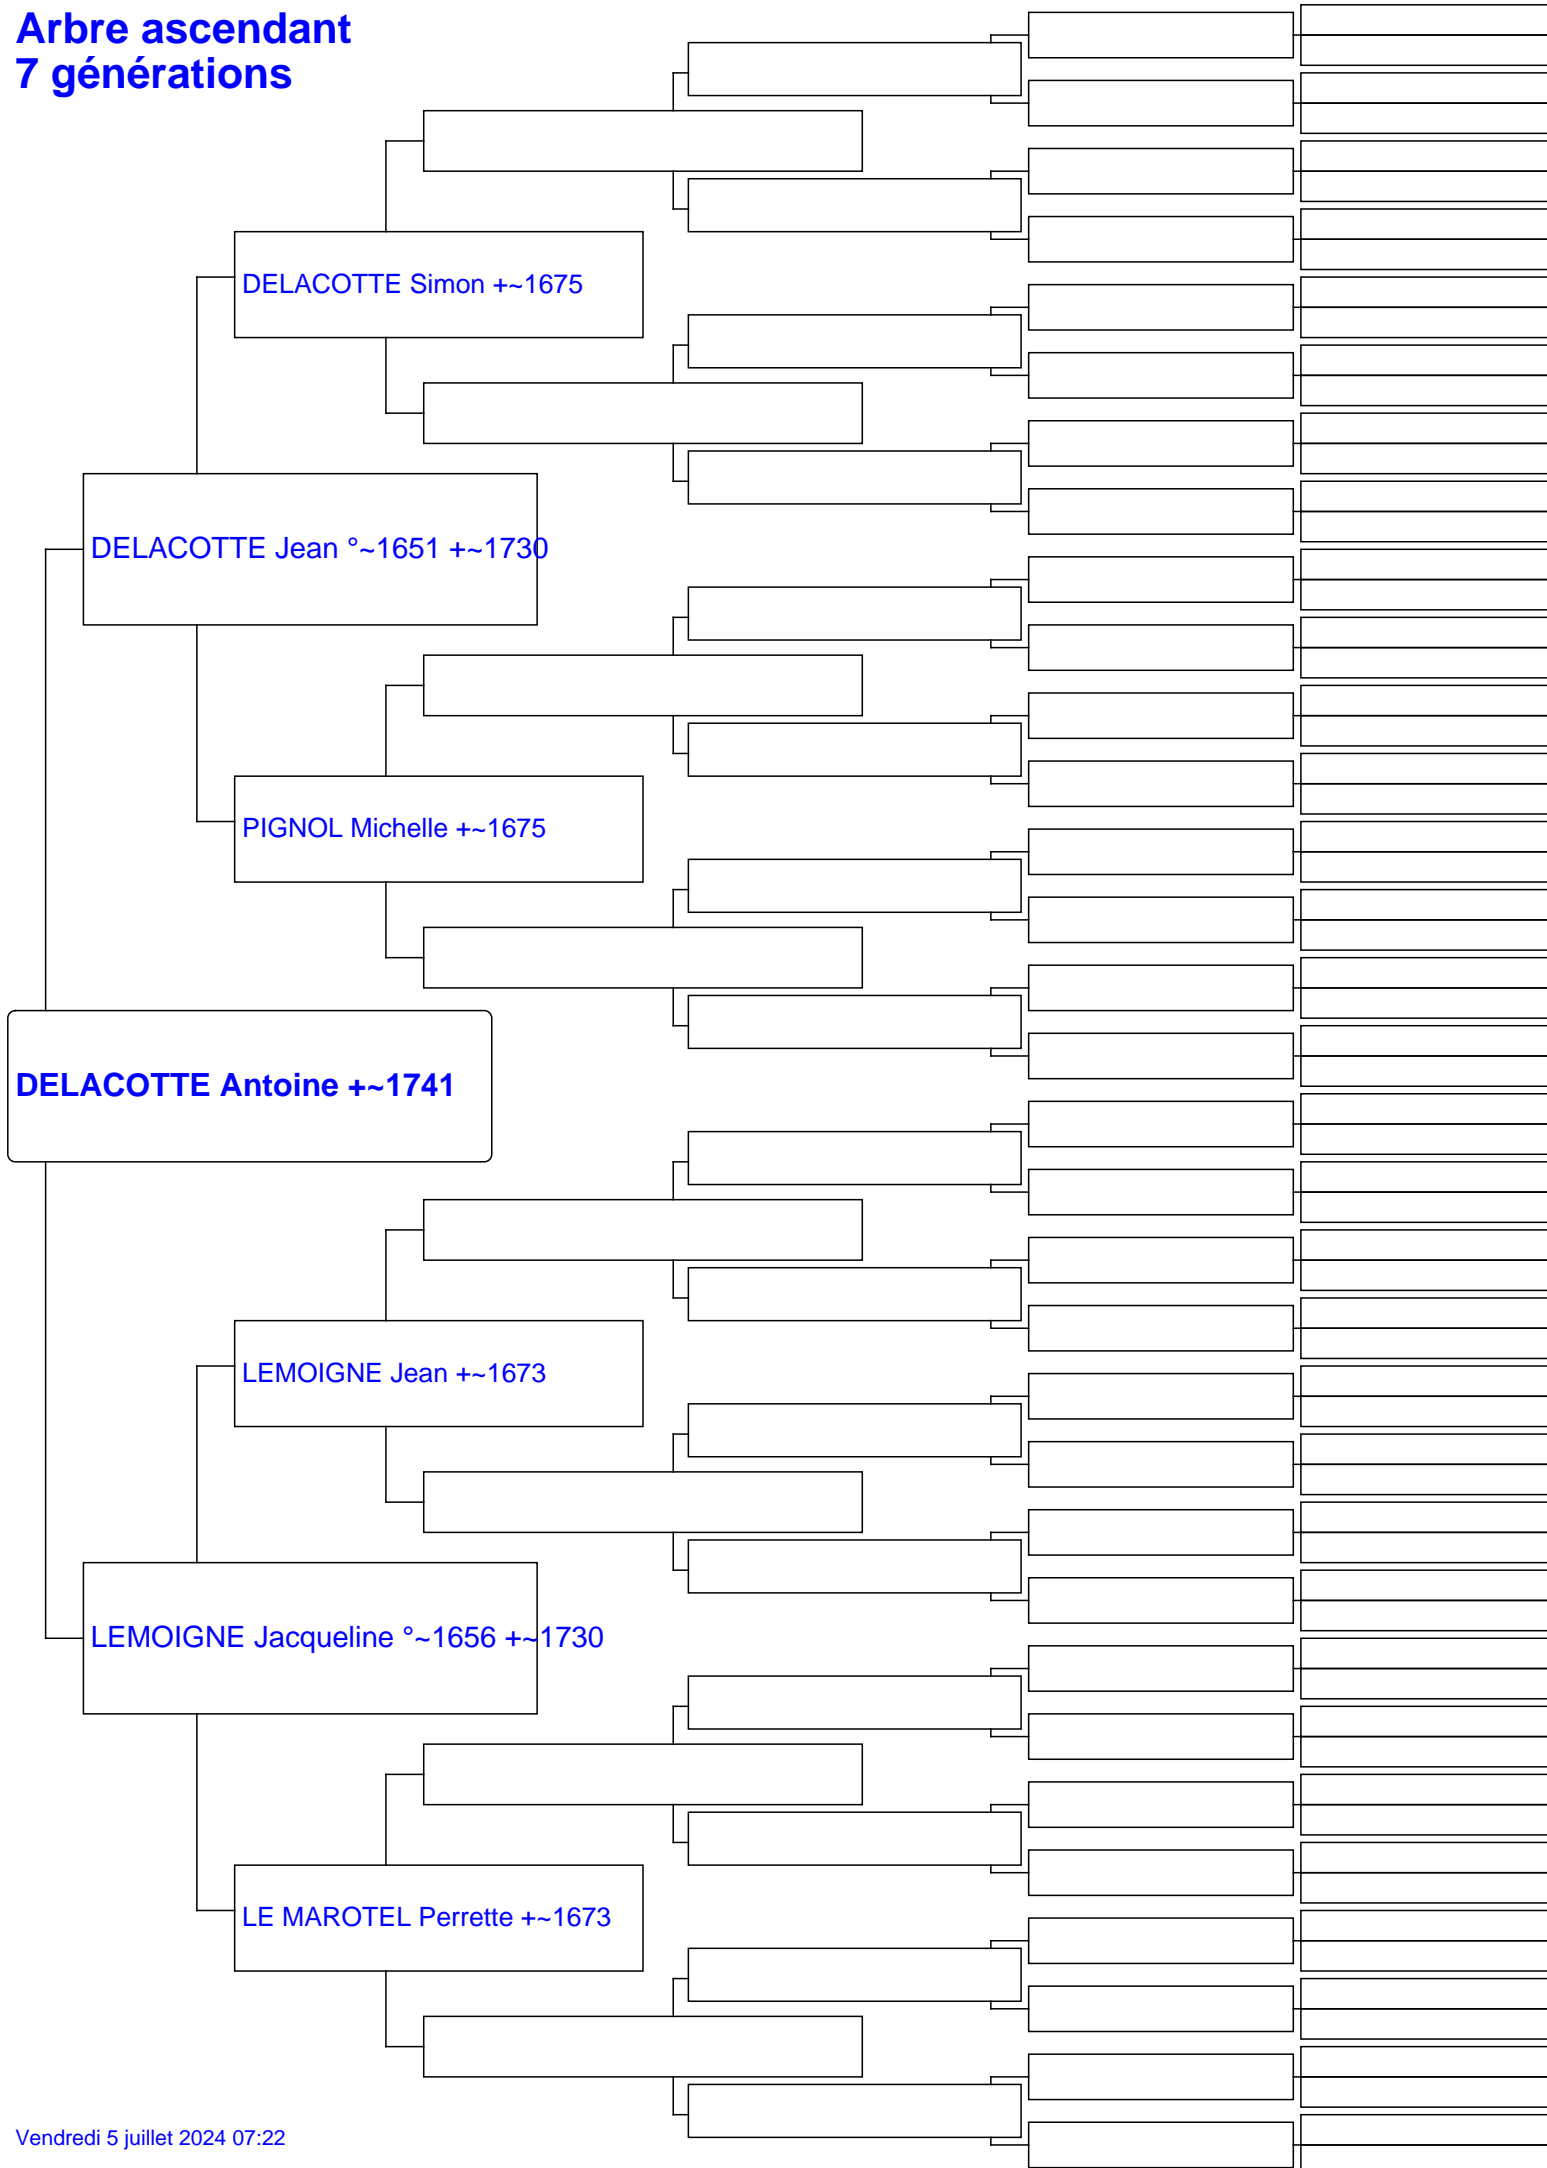 Arbre ascendant
7 générations
DELACOTTE Simon +~1675
DELACOTTE Jean °~1651 +~1730
PIGNOL Michelle +~1675
DELACOTTE Antoine +~1741
LEMOIGNE Jean +~1673
LEMOIGNE Jacqueline °~1656 +~1730
LE MAROTEL Perrette +~1673
Vendredi 5 juillet 2024 07:22